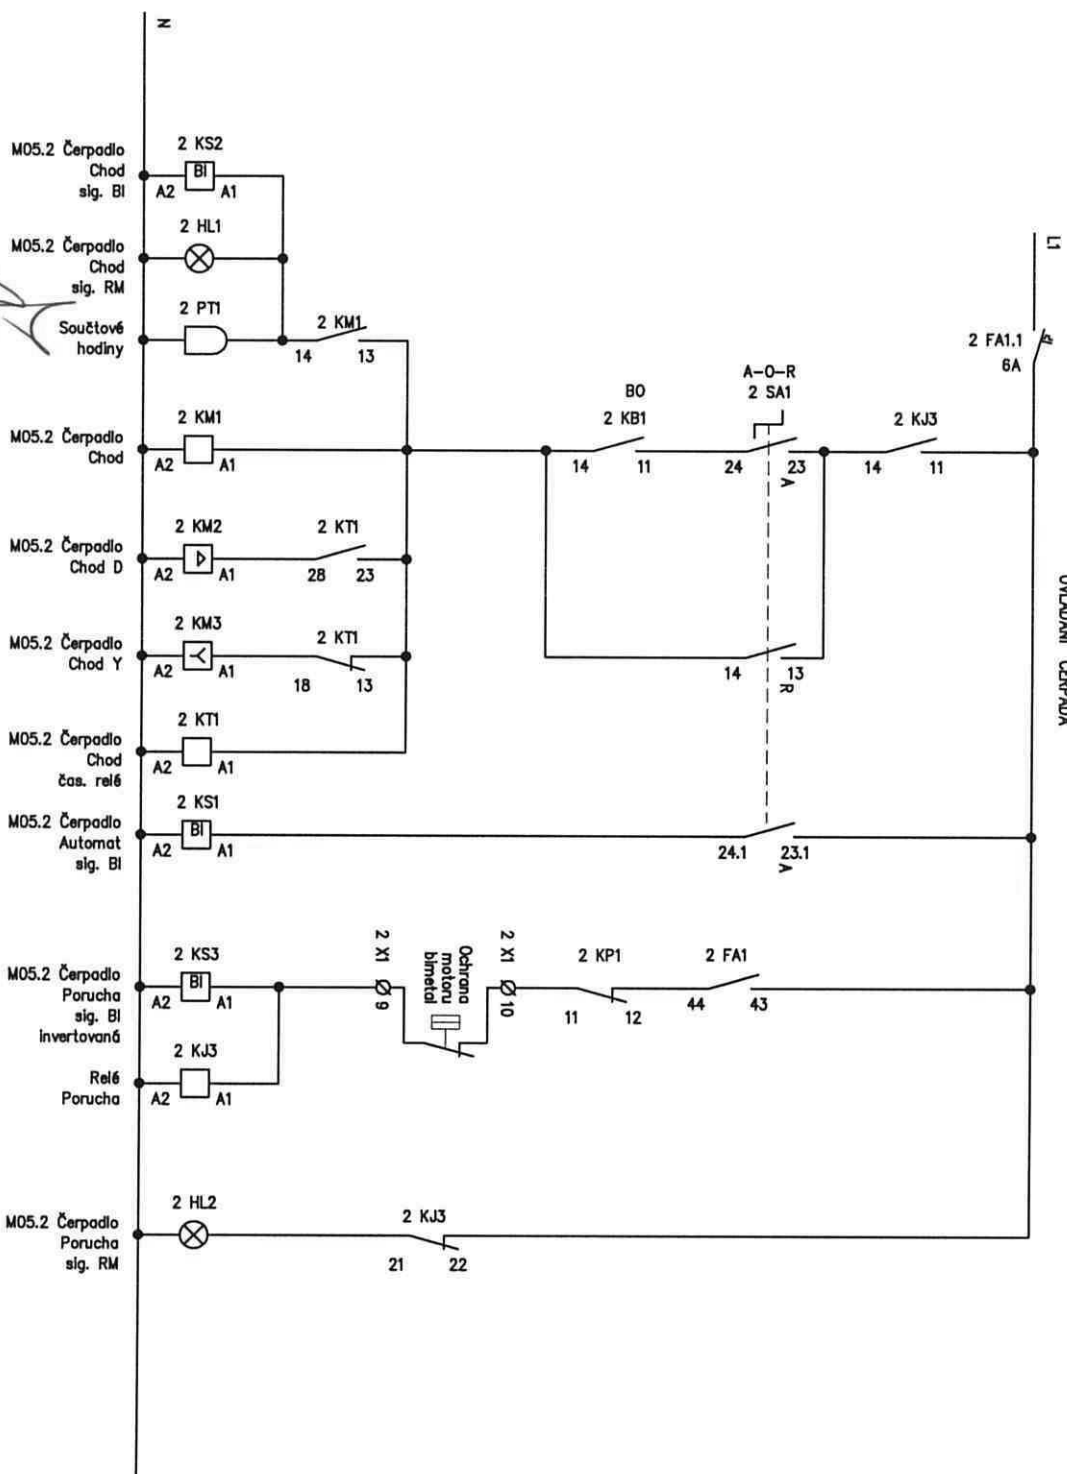 N
L1
M05.2 Čerpadlo
Chod
sig. BI
2 KS2
BI
A2 A1
M05.2 Čerpadlo
Chod
sig. RM
2 HL1
Součtové
hodiny
2 PT1
2 KM1
14 13
2 FA1.1
6A
M05.2 Čerpadlo
Chod
2 KM1
A2 A1
BO
2 KB1
14 11
A-O-R
2 SA1
24 23
A
2 KJ3
14 11
M05.2 Čerpadlo
Chod D
2 KM2
A2 A1
2 KT1
28 23
M05.2 Čerpadlo
Chod Y
2 KM3
A2 A1
2 KT1
18 13
14 13
R
M05.2 Čerpadlo
Chod
čas. relé
2 KT1
A2 A1
M05.2 Čerpadlo
Automat
sig. BI
2 KS1
BI
A2 A1
24.1 23.1
A
M05.2 Čerpadlo
Porucha
sig. BI
invertovaná
2 KS3
BI
A2 A1
2 X1
9
Ochrana
motoru
bimetal
2 X1
10
2 KP1
11 12
2 FA1
44 43
Relé
Porucha
2 KJ3
A2 A1
M05.2 Čerpadlo
Porucha
sig. RM
2 HL2
2 KJ3
21 22